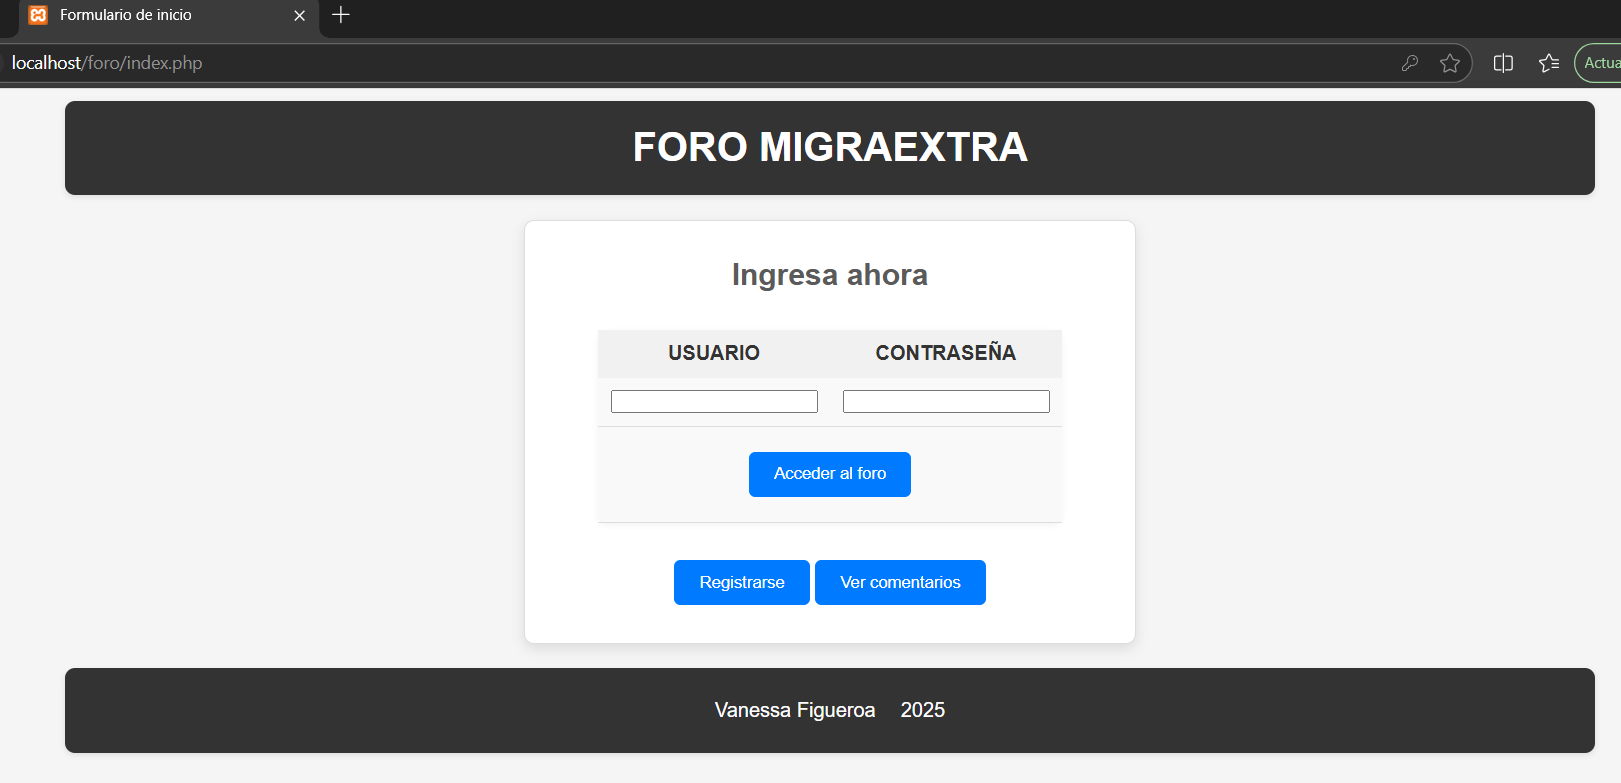 Formulario de inicio
localhost/foro/index.php
Actua
FORO MIGRAEXTRA
Ingresa ahora
USUARIO CONTRASEÑA
Acceder al foro
Registrarse Ver comentarios
Vanessa Figueroa 2025